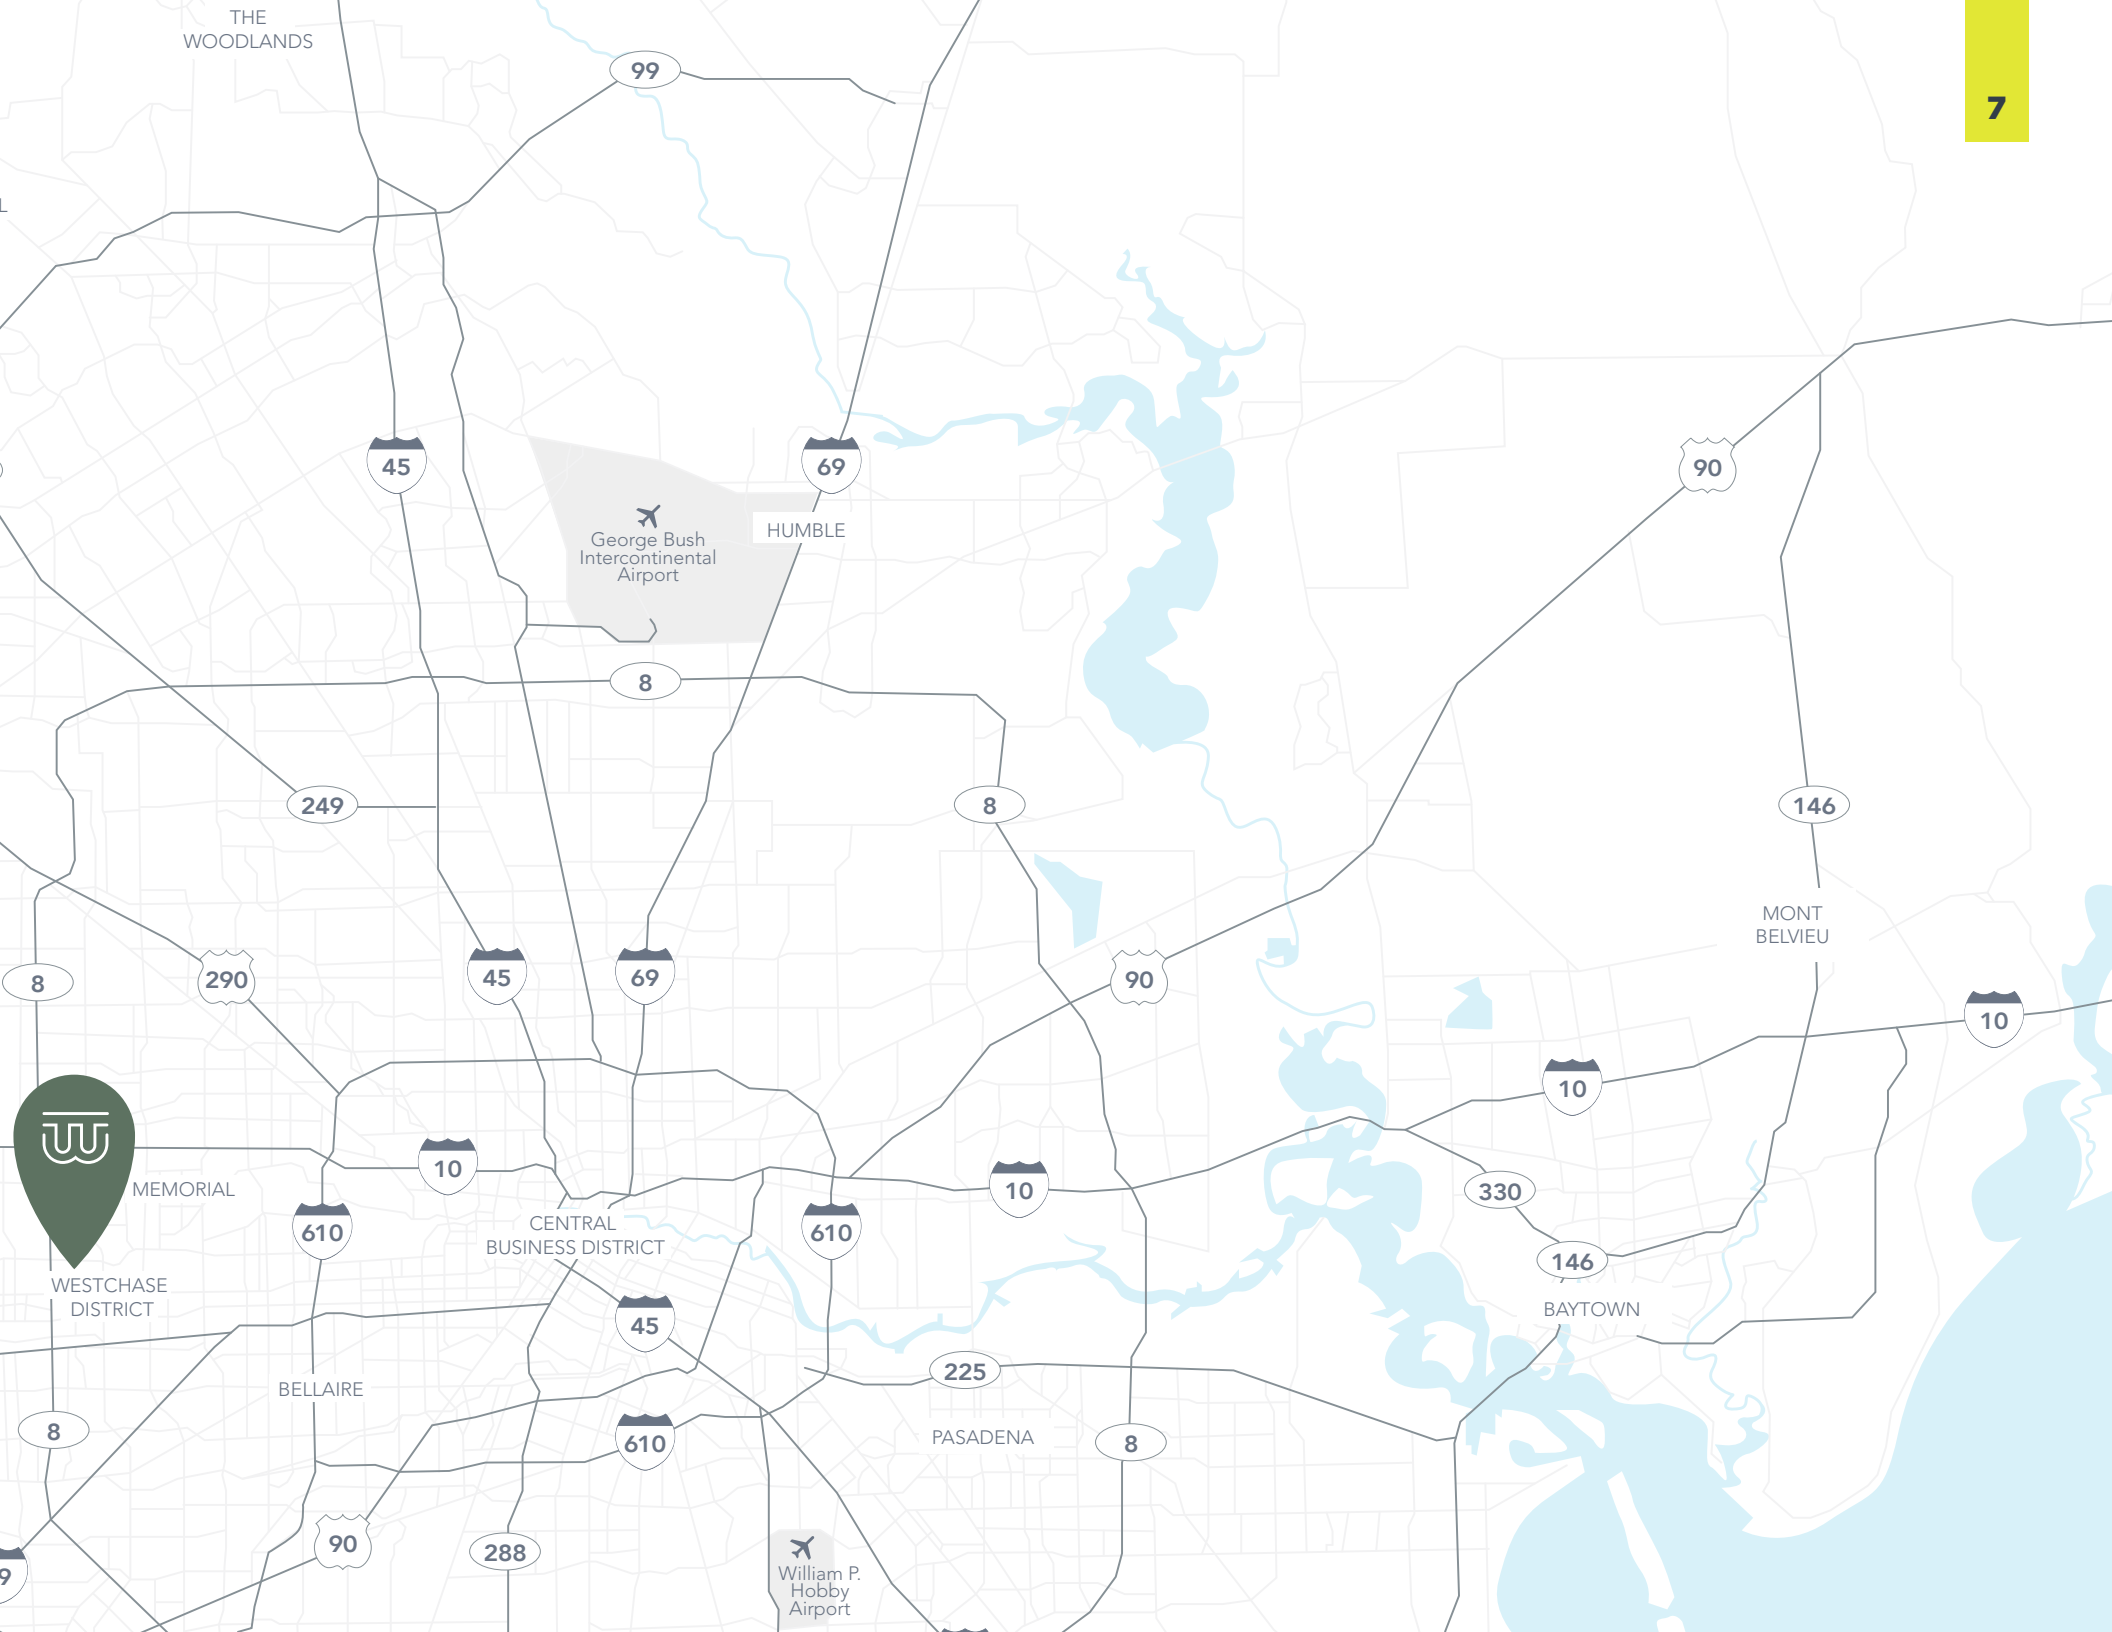 THE
WOODLANDS
99
7
L
45
69
90
George Bush
Intercontinental
Airport
HUMBLE
8
249
8
146
MONT
BELVIEU
8
290
45
69
90
10
10
10
MEMORIAL
10
330
610
CENTRAL
BUSINESS DISTRICT
610
146
WESTCHASE
DISTRICT
BAYTOWN
45
225
BELLAIRE
8
610
PASADENA
8
90
288
9
William P.
Hobby
Airport